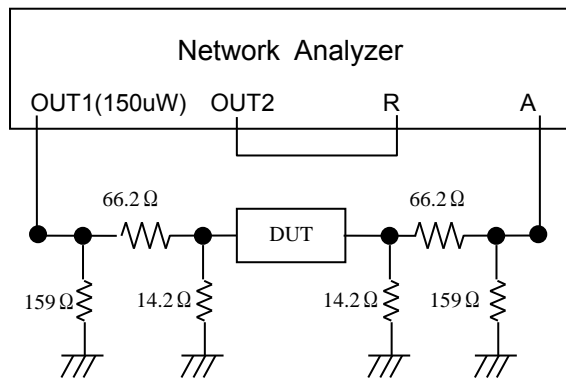 Network Analyzer
OUT1(150uW) OUT2 R A
66.2Ω 66.2Ω
DUT
159Ω 14.2Ω 14.2Ω 159Ω